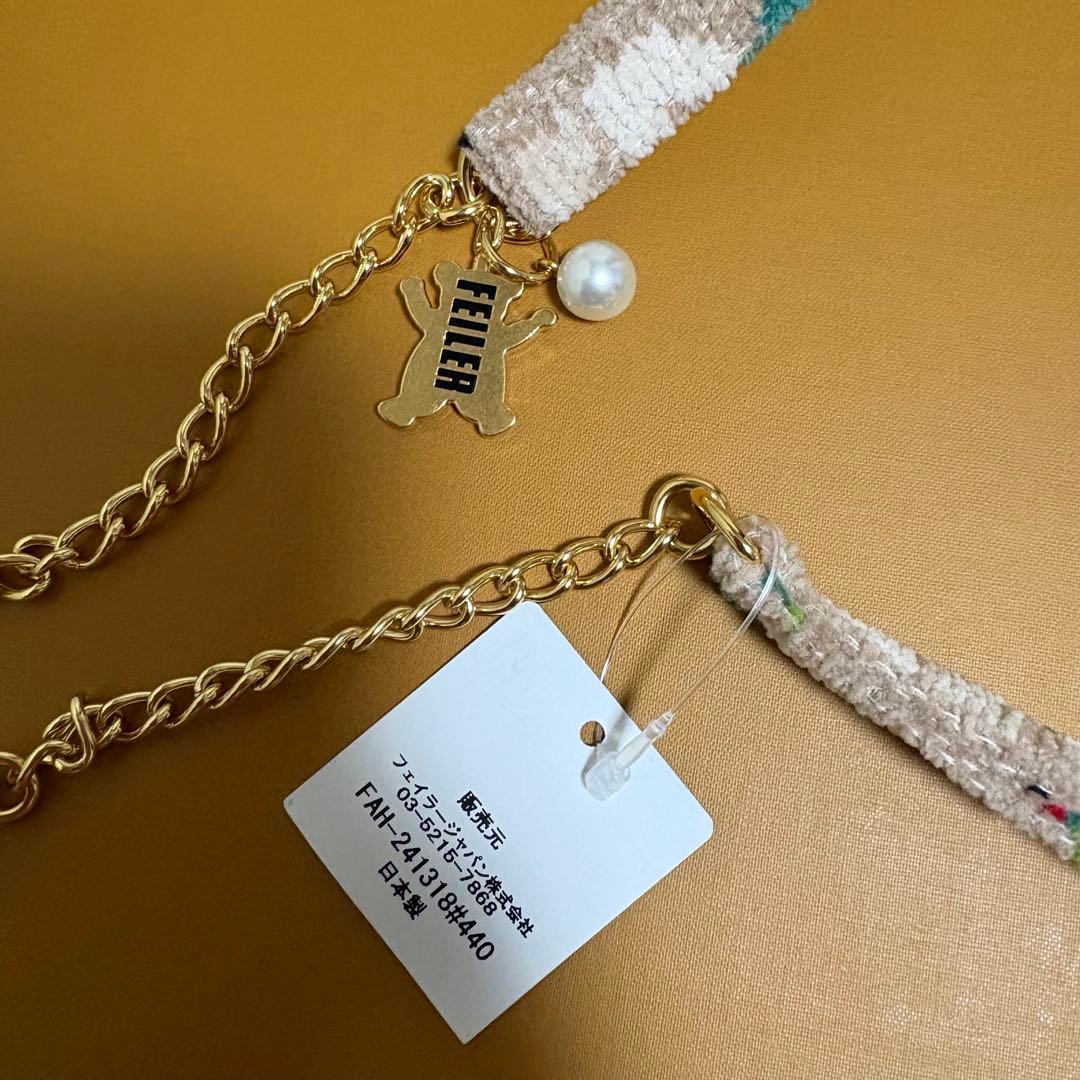 FEILER
販売元
フェイラージャパン株式会社
03-5215-7868
FAH-241318#440
日本製